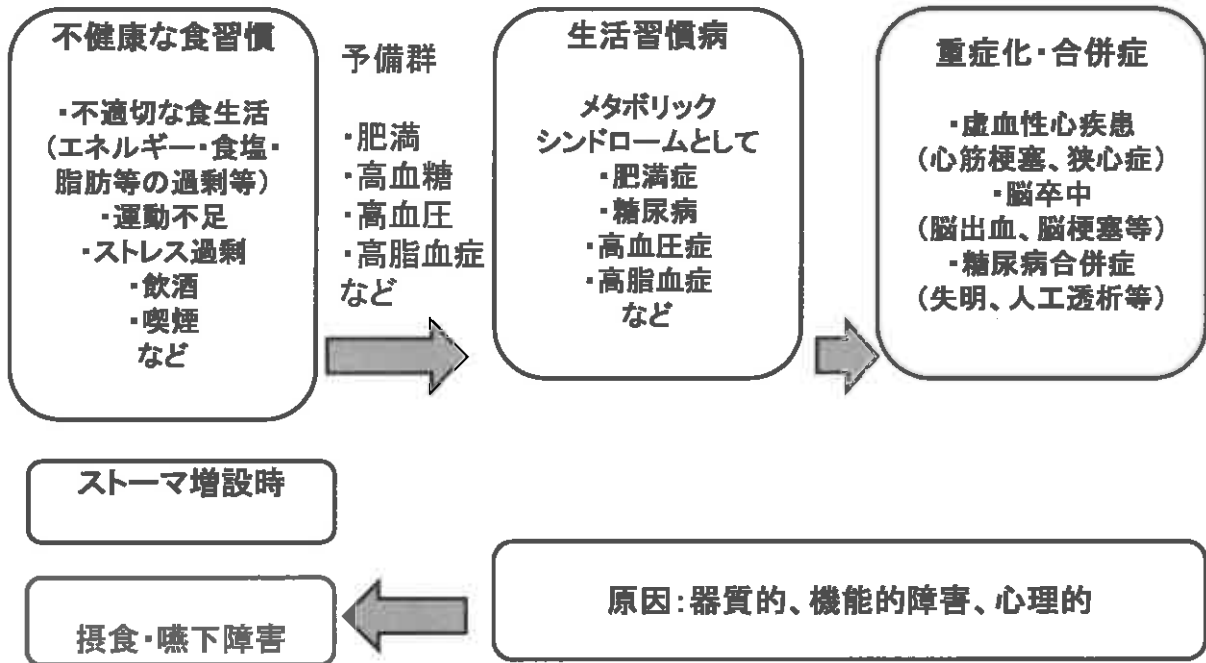 不健康な食習慣
・不適切な食生活
(エネルギー・食塩・
脂肪等の過剰等)
・運動不足
・ストレス過剰
・飲酒
・喫煙
など
予備群
・肥満
・高血糖
・高血圧
・高脂血症
など
生活習慣病
メタボリック
シンドロームとして
・肥満症
・糖尿病
・高血圧症
・高脂血症
など
重症化・合併症
・虚血性心疾患
(心筋梗塞、狭心症)
・脳卒中
(脳出血、脳梗塞等)
・糖尿病合併症
(失明、人工透析等)
ストーマ増設時
摂食・嚥下障害
原因：器質的、機能的障害、心理的